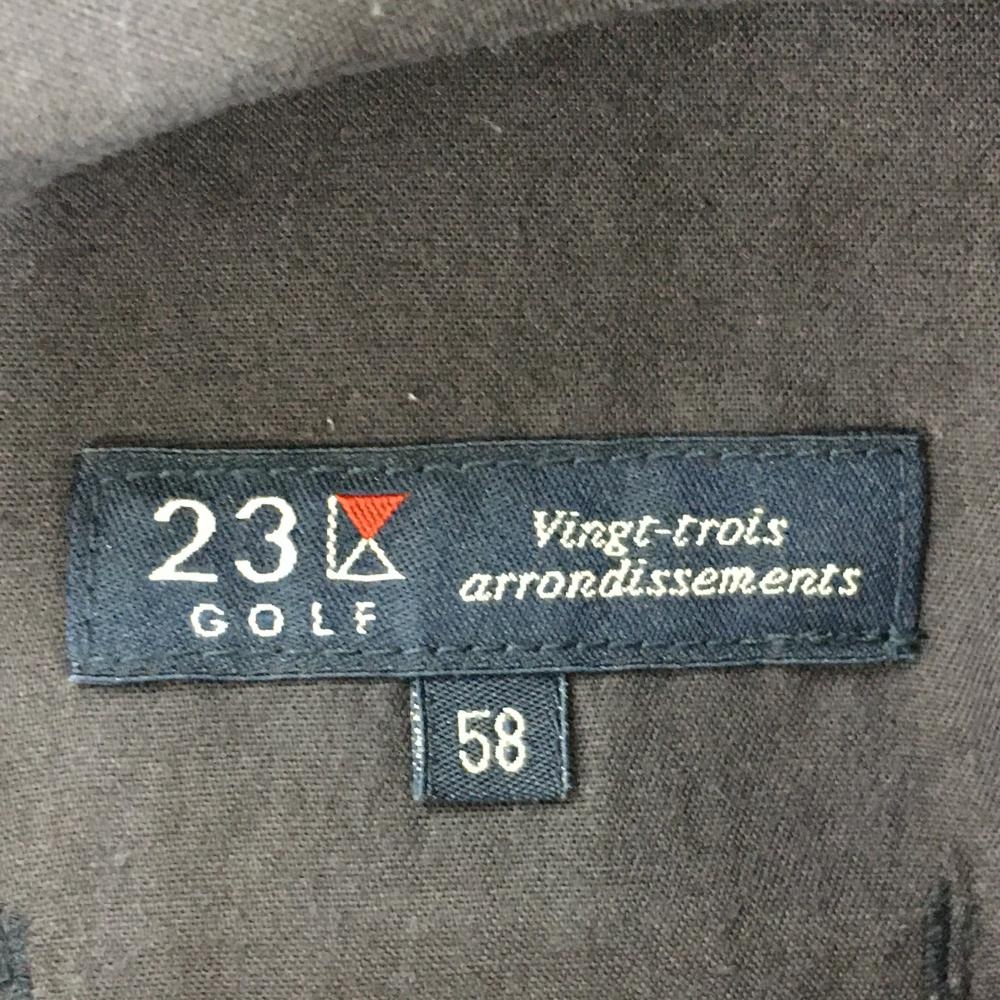 23
GOLF
Vingt-trois
arrondissements
58